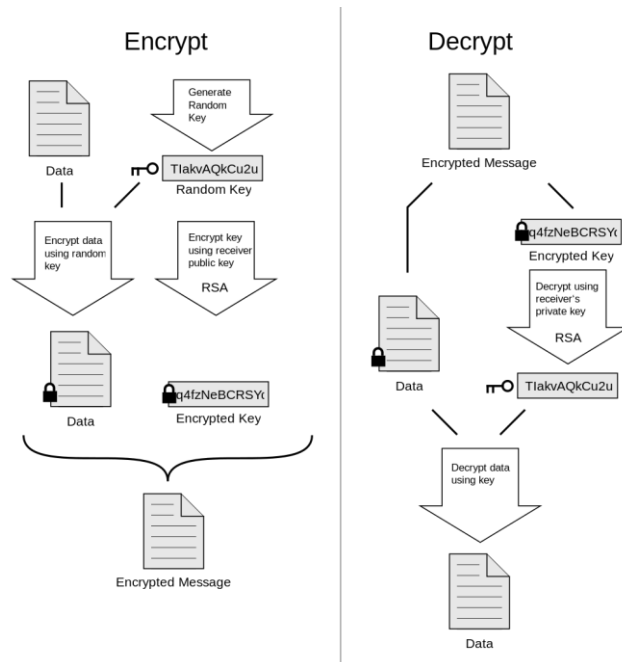 Encrypt
Generate
Random
Key
Data
TIakvAQkCu2u
Random Key
Encrypt data
using random
key
Encrypt key
using receiver
public key
RSA
Data
q4fzNeBCRSY
Encrypted Key
Encrypted Message
Decrypt
Encrypted Message
q4fzNeBCRSY
Encrypted Key
Decrypt using
receiver's
private key
RSA
Data
TIakvAQkCu2u
Decrypt data
using key
Data